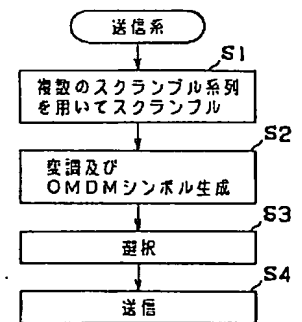 送信系
S1
複数のスクランブル系列
を用いてスクランブル
S2
変調及び
OMDMシンボル生成
S3
選択
S4
送信